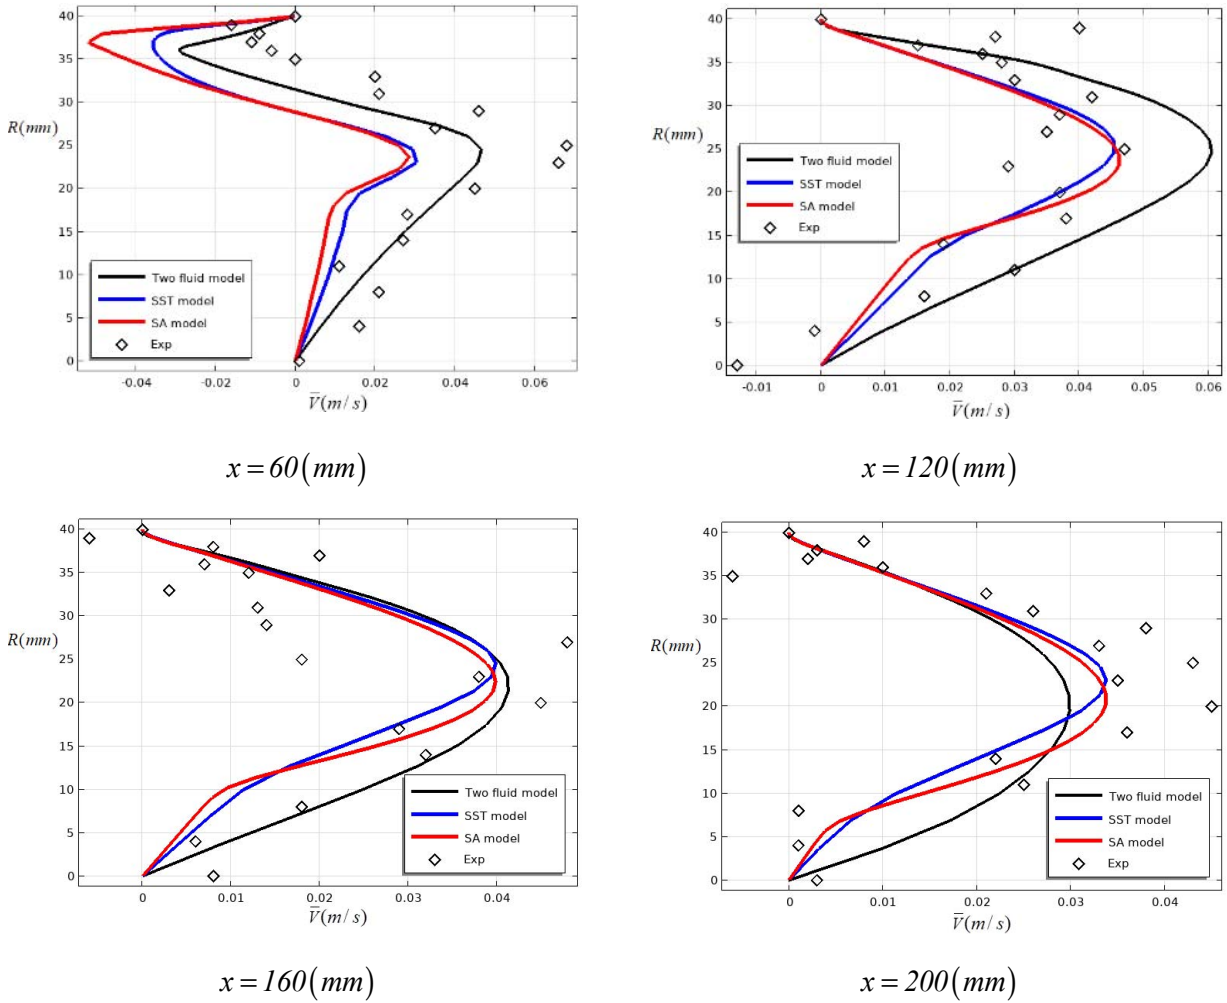 40
35
30
R(mm)
25
20
15
10
5
0
Two fluid model
SST model
SA model
Exp
-0.04 -0.02 0 0.02 0.04 0.06
V̅(m/s)
x = 60(mm)
40
35
30
R(mm)
25
20
15
10
5
0
Two fluid model
SST model
SA model
Exp
-0.01 0 0.01 0.02 0.03 0.04 0.05 0.06
V̅(m/s)
x = 120(mm)
40
35
30
R(mm)
25
20
15
10
5
0
Two fluid model
SST model
SA model
Exp
0 0.01 0.02 0.03 0.04
V̅(m/s)
x = 160(mm)
40
35
30
R(mm)
25
20
15
10
5
0
Two fluid model
SST model
SA model
Exp
0 0.01 0.02 0.03 0.04
V̅(m/s)
x = 200(mm)